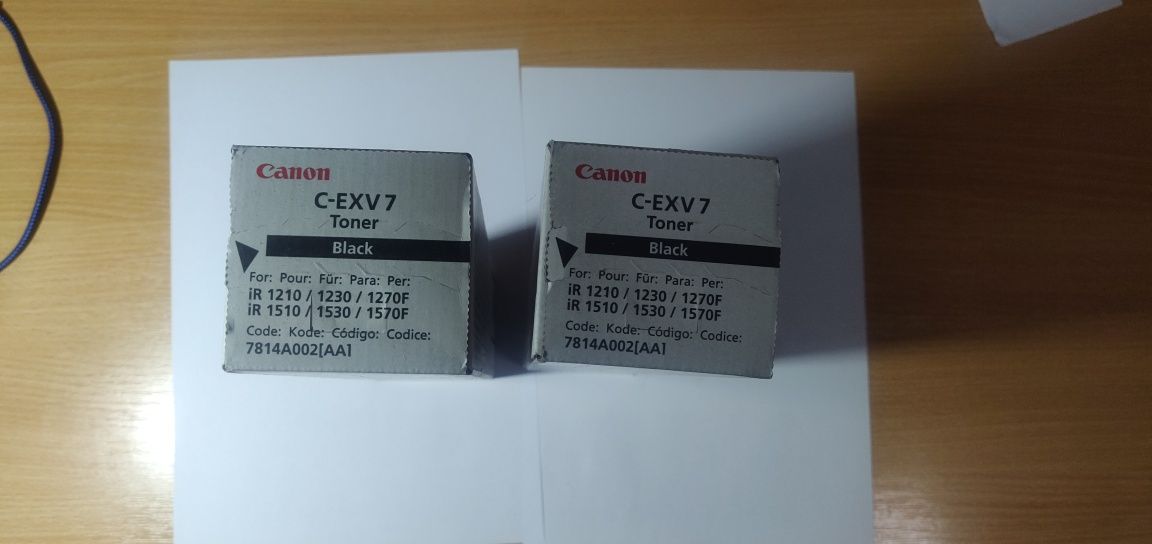 Canon
C-EXV 7
Toner
Black
For: Pour: Für: Para: Per:
iR 1210 / 1230 / 1270F
iR 1510 / 1530 / 1570F
Code: Kode: Código: Codice:
7814A002[AA]
Canon
C-EXV 7
Toner
Black
For: Pour: Für: Para: Per:
iR 1210 / 1230 / 1270F
iR 1510 / 1530 / 1570F
Code: Kode: Código: Codice:
7814A002[AA]